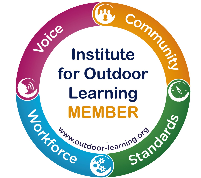 Voice
Community
Institute
for Outdoor
Learning
MEMBER
www.outdoor-learning.org
Workforce
Standards